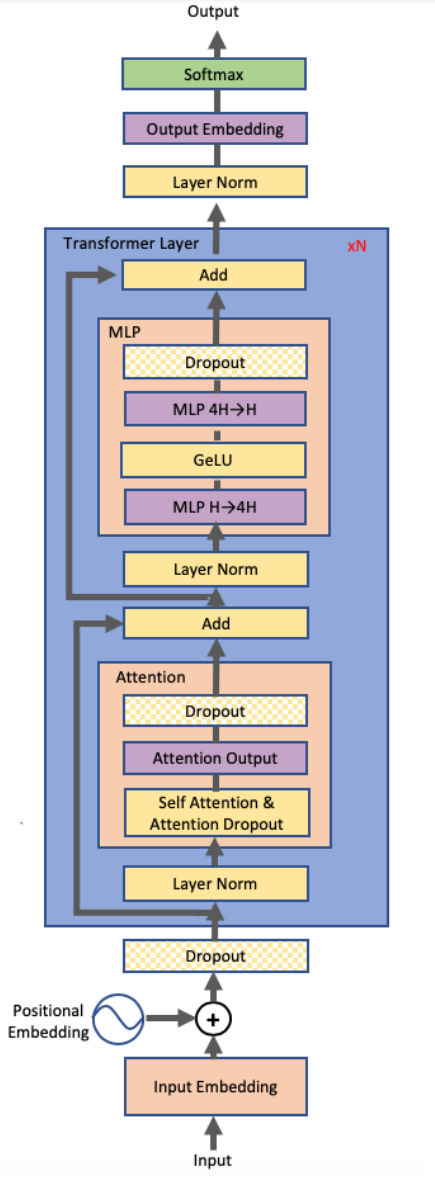 Output
Softmax
Output Embedding
Layer Norm
Transformer Layer
xN
Add
MLP
Dropout
MLP 4H→H
GeLU
MLP H→4H
Layer Norm
Add
Attention
Dropout
Attention Output
Self Attention &
Attention Dropout
Layer Norm
Dropout
Positional
Embedding
+
Input Embedding
Input